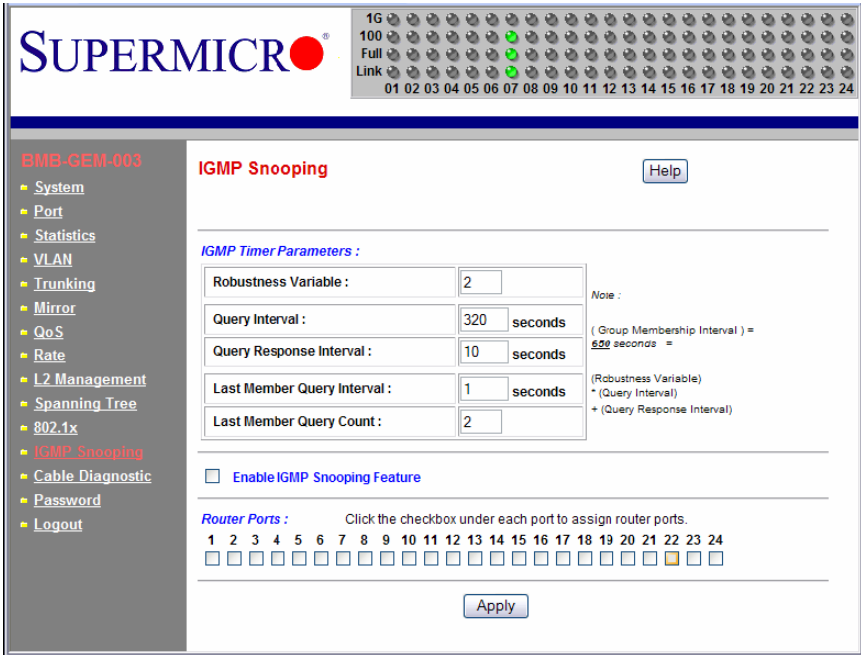 SUPERMICRO®
1G
100
Full
Link
01 02 03 04 05 06 07 08 09 10 11 12 13 14 15 16 17 18 19 20 21 22 23 24
BMB-GEM-003
System
Port
Statistics
VLAN
Trunking
Mirror
QoS
Rate
L2 Management
Spanning Tree
802.1x
IGMP Snooping
Cable Diagnostic
Password
Logout
IGMP Snooping
Help
IGMP Timer Parameters :
Robustness Variable : 2
Query Interval : 320 seconds
Query Response Interval : 10 seconds
Last Member Query Interval : 1 seconds
Last Member Query Count : 2
Note :
( Group Membership Interval ) =
650 seconds =
(Robustness Variable)
* (Query Interval)
+ (Query Response Interval)
Enable IGMP Snooping Feature
Router Ports : Click the checkbox under each port to assign router ports.
1 2 3 4 5 6 7 8 9 10 11 12 13 14 15 16 17 18 19 20 21 22 23 24
Apply